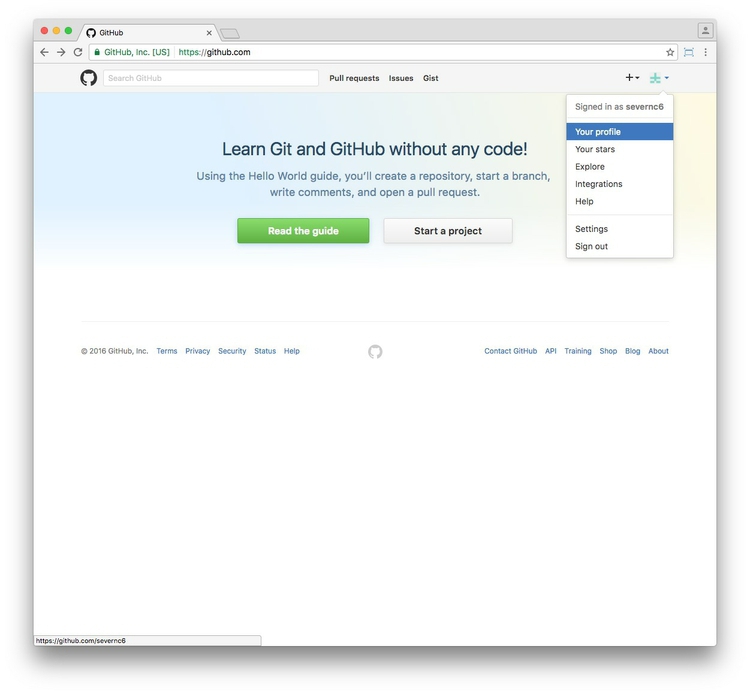 GitHub
GitHub, Inc. [US] https://github.com
Search GitHub Pull requests Issues Gist
Signed in as severnc6
Your profile
Your stars
Explore
Integrations
Help
Settings
Sign out
Learn Git and GitHub without any code!
Using the Hello World guide, you’ll create a repository, start a branch,
write comments, and open a pull request.
Read the guide Start a project
© 2016 GitHub, Inc. Terms Privacy Security Status Help Contact GitHub API Training Shop Blog About
https://github.com/severnc6